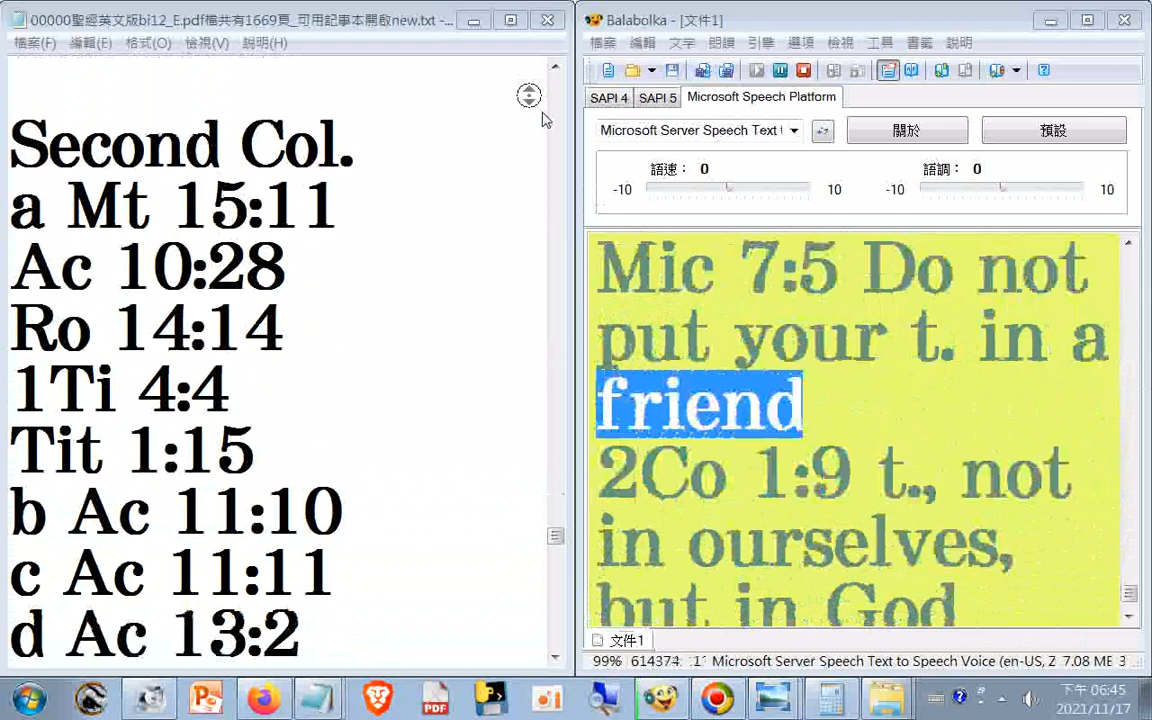 00000聖經英文版bi12_E.pdf檔共有1669頁_可用記事本開啟new.txt -...
檔案(F) 編輯(E) 格式(O) 檢視(V) 說明(H)
Second Col.
a Mt 15:11
Ac 10:28
Ro 14:14
1Ti 4:4
Tit 1:15
b Ac 11:10
c Ac 11:11
d Ac 13:2
Balabolka - [文件1]
檔案 編輯 文字 朗讀 引擎 選項 檢視 工具 書籤 說明
SAPI 4 SAPI 5 Microsoft Speech Platform
Microsoft Server Speech Text 關於 預設
語速： 0 語調： 0
-10 10 -10 10
Mic 7:5 Do not
put your t. in a
friend
2Co 1:9 t., not
in ourselves,
but in God
文件1
99% 614374: Microsoft Server Speech Text to Speech Voice (en-US, Z 7.08 ME 3
PDF
下午 06:45
2021/11/17